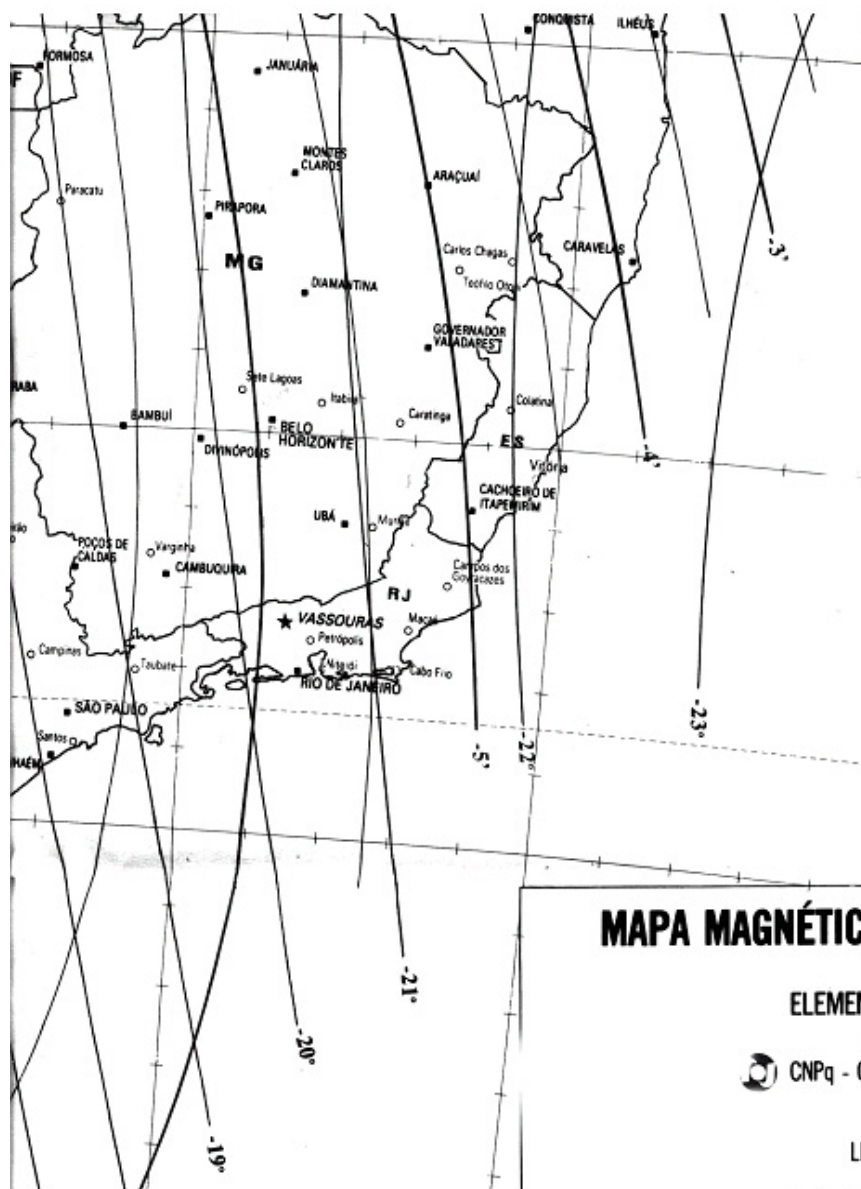 CONQUISTA
ILHÉUS
FORMOSA
F
JANUÁRIA
MONTES
CLAROS
ARAÇUAÍ
Paracatu
PIRAPORA
-3'
MG
Carlos Chagas
CARAVELAS
Teófilo Otoni
DIAMANTINA
GOVERNADOR
VALADARES
RABA
Sete Lagoas
Itabira
BAMBUÍ
BELO
HORIZONTE
Caratinga
Colatina
DIVINÓPOLIS
ES
-4'
Vitória
CACHOEIRO DE
ITAPEMIRIM
UBÁ
POÇOS DE
CALDAS
Varginha
CAMBUQUIRA
Campos dos
Goytacazes
RJ
VASSOURAS
Macaé
Petrópolis
Campinas
Taubate
Niterói
Cabo Frio
RIO DE JANEIRO
SÃO PAULO
-23°
Santos
-5'
-22°
NHAÉM
MAPA MAGNÉTIC
-21°
ELEMEN
-20°
CNPq - 
-19°